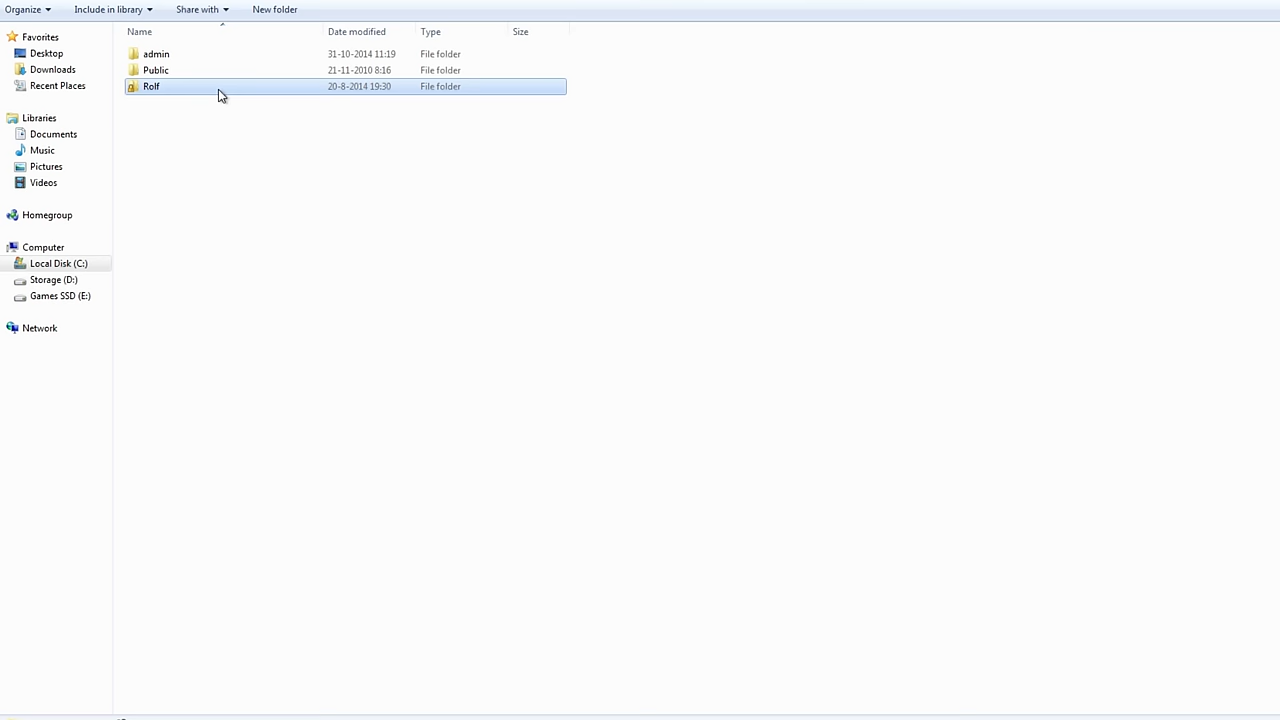 Organize Include in library Share with New folder
Name Date modified Type Size
Favorites
Desktop
Downloads
Recent Places
Libraries
Documents
Music
Pictures
Videos
Homegroup
Computer
Local Disk (C:)
Storage (D:)
Games SSD (E:)
Network
admin 31-10-2014 11:19 File folder
Public 21-11-2010 8:16 File folder
Rolf 20-8-2014 19:30 File folder